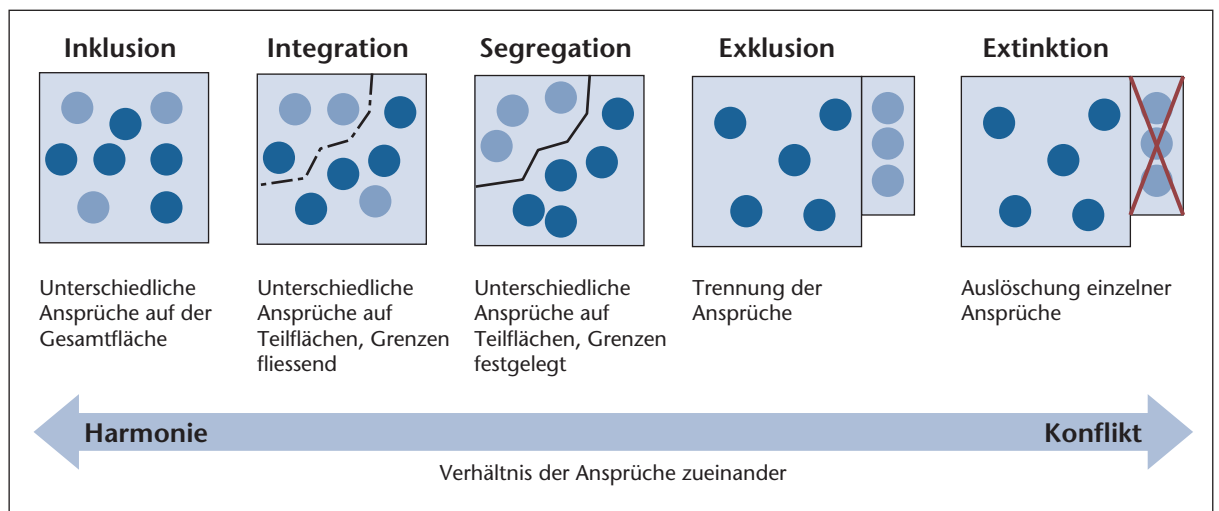 Inklusion
Integration
Segregation
Exklusion
Extinktion
Unterschiedliche
Ansprüche auf der
Gesamtfläche
Unterschiedliche
Ansprüche auf
Teilflächen, Grenzen
fliessend
Unterschiedliche
Ansprüche auf
Teilflächen, Grenzen
festgelegt
Trennung der
Ansprüche
Auslöschung einzelner
Ansprüche
Harmonie
Konflikt
Verhältnis der Ansprüche zueinander